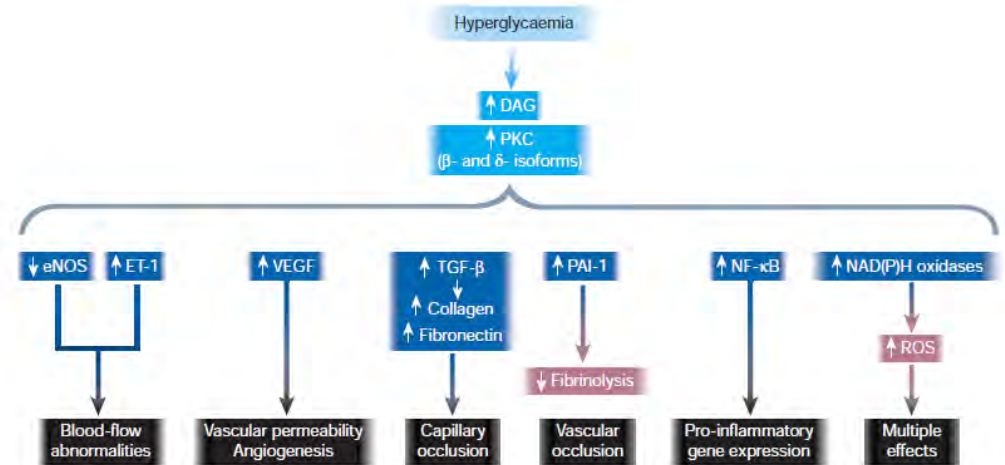 Hyperglycaemia
↑ DAG
↑ PKC
(β- and δ- isoforms)
↓ eNOS
↑ ET-1
↑ VEGF
↑ TGF-β
↑ Collagen
↑ Fibronectin
↑ PAI-1
↑ NF-κB
↑ NAD(P)H oxidases
↑ ROS
↓ Fibrinolysis
Blood-flow
abnormalities
Vascular permeability
Angiogenesis
Capillary
occlusion
Vascular
occlusion
Pro-inflammatory
gene expression
Multiple
effects